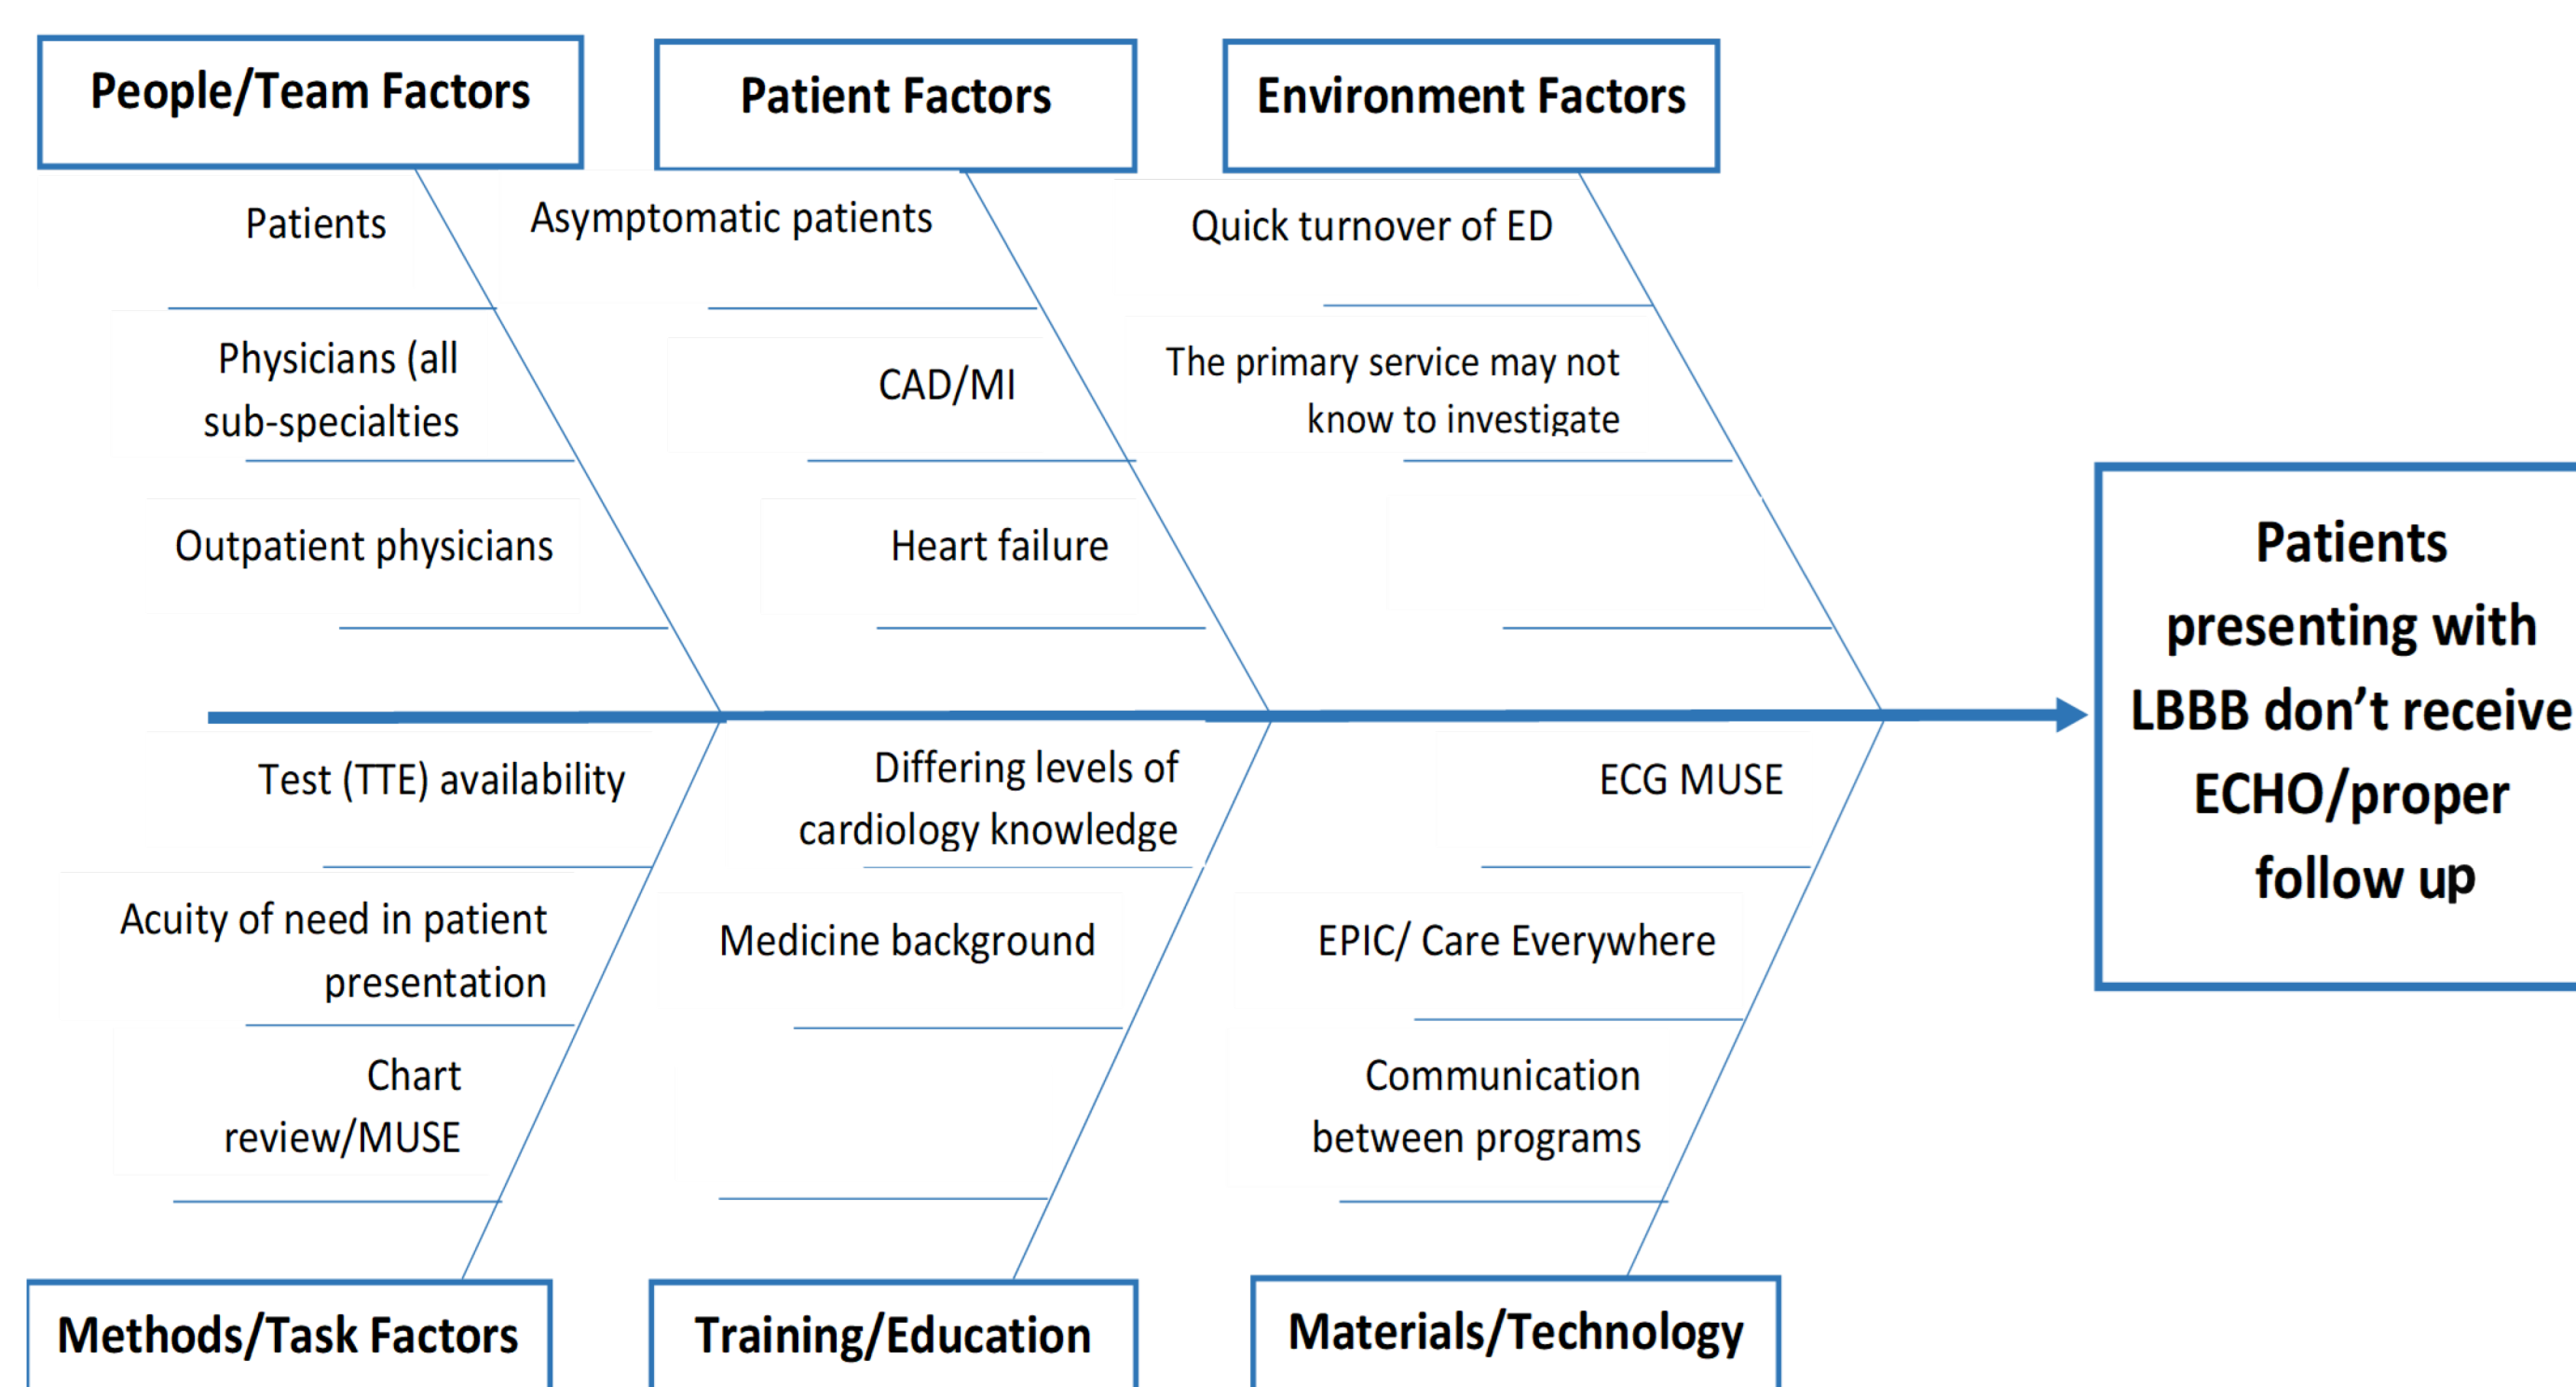 People/Team Factors
Patient Factors
Environment Factors
Patients
Asymptomatic patients
Quick turnover of ED
Physicians (all
sub-specialties
CAD/MI
The primary service may not
know to investigate
Outpatient physicians
Heart failure
Patients
presenting with
LBBB don't receive
ECHO/proper
follow up
Test (TTE) availability
Differing levels of
cardiology knowledge
ECG MUSE
Acuity of need in patient
presentation
Medicine background
EPIC/ Care Everywhere
Chart
review/MUSE
Communication
between programs
Methods/Task Factors
Training/Education
Materials/Technology